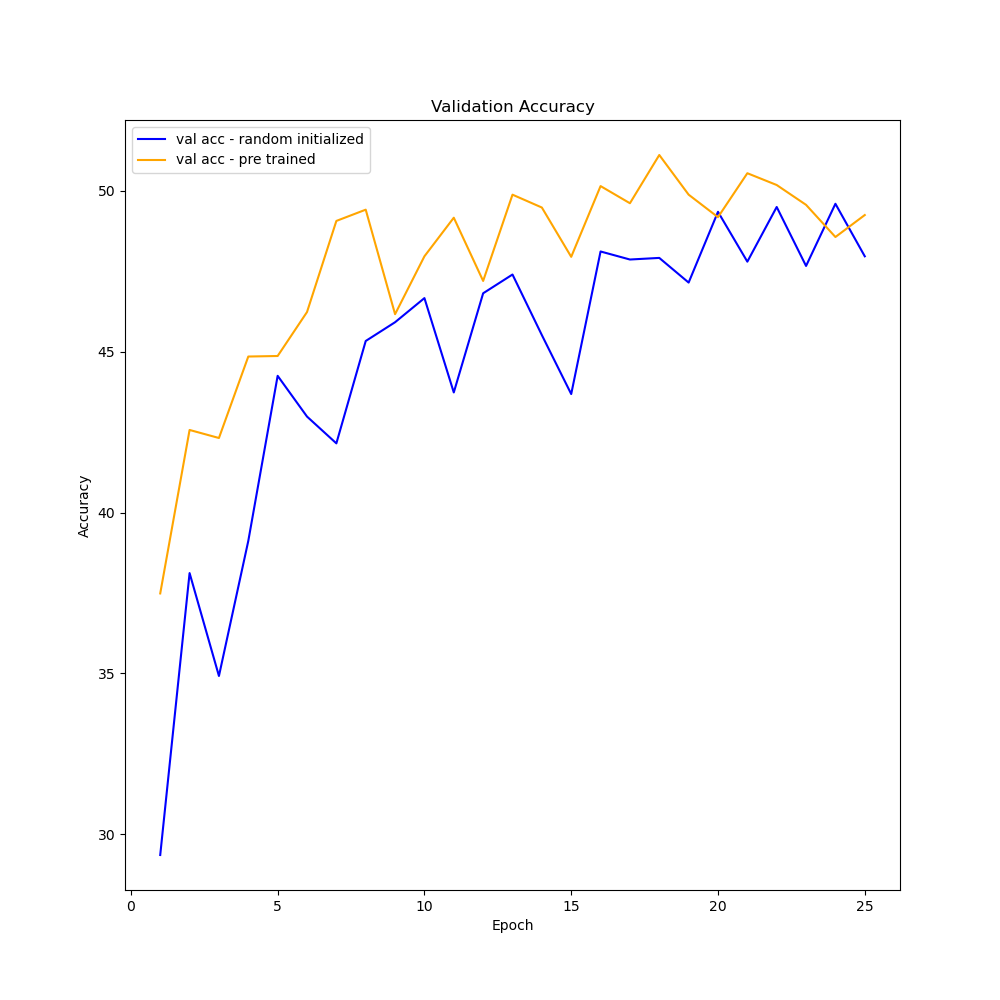 Validation Accuracy
val acc - random initialized
val acc - pre trained
50
45
40
35
30
Accuracy
0 5 10 15 20 25
Epoch